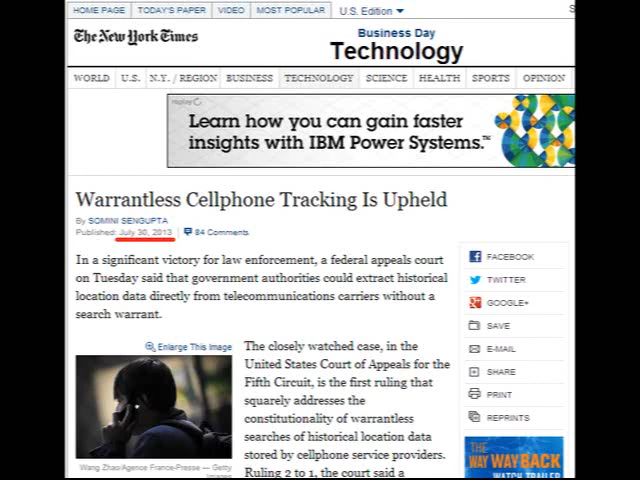 HOME PAGE TODAY'S PAPER VIDEO MOST POPULAR U.S. Edition
The New York Times
Business Day
Technology
WORLD U.S. N.Y. / REGION BUSINESS TECHNOLOGY SCIENCE HEALTH SPORTS OPINION
replay
Learn how you can gain faster
insights with IBM Power Systems.™
Warrantless Cellphone Tracking Is Upheld
By SOMINI SENGUPTA
Published: July 30, 2013 84 Comments
In a significant victory for law enforcement, a federal appeals court
on Tuesday said that government authorities could extract historical
location data directly from telecommunications carriers without a
search warrant.
FACEBOOK
TWITTER
GOOGLE+
SAVE
E-MAIL
SHARE
PRINT
REPRINTS
Enlarge This Image
Wang Zhao/Agence France-Presse — Getty
Images
The closely watched case, in the
United States Court of Appeals for the
Fifth Circuit, is the first ruling that
squarely addresses the
constitutionality of warrantless
searches of historical location data
stored by cellphone service providers.
Ruling 2 to 1, the court said a
THE
WAY WAY BACK
WATCH TRAILER